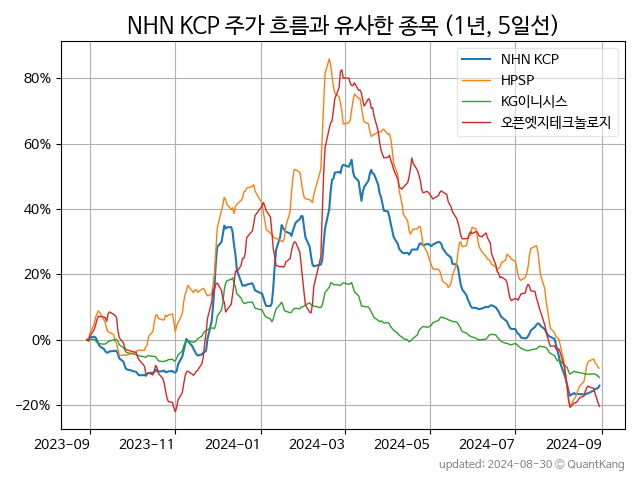 NHN KCP 주가 흐름과 유사한 종목 (1년, 5일선)
NHN KCP
HPSP
KG이니시스
오픈엣지테크놀로지
80%
60%
40%
20%
0%
−20%
2023-09 2023-11 2024-01 2024-03 2024-05 2024-07 2024-09
updated: 2024-08-30 © QuantKang